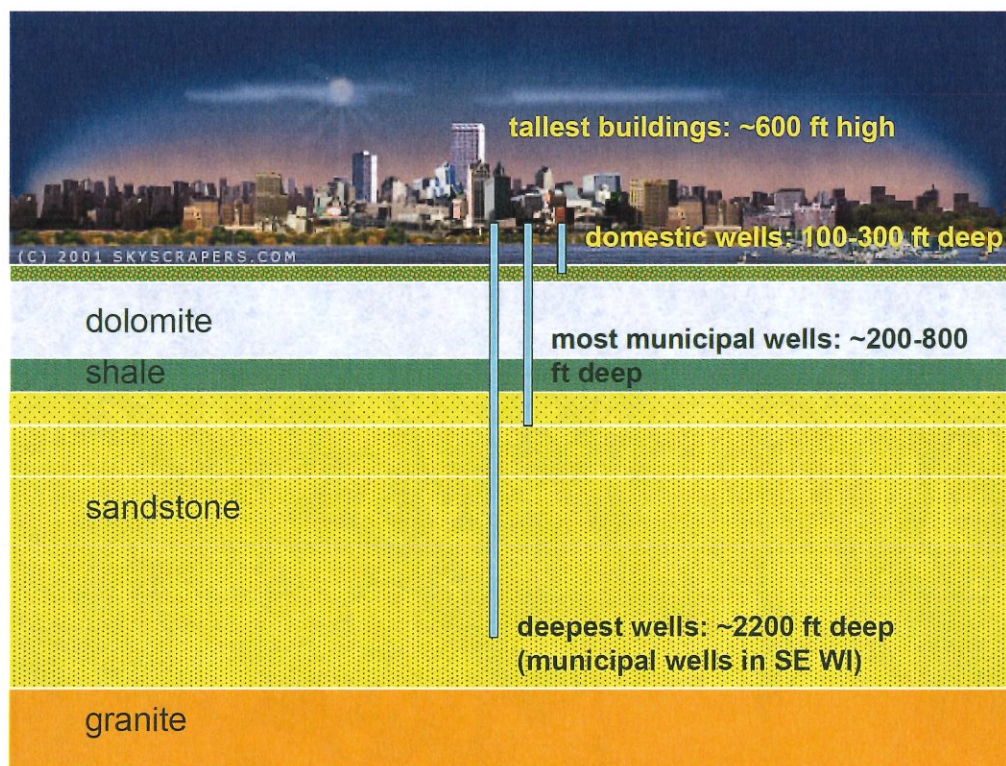 tallest buildings: ~600 ft high
domestic wells: 100-300 ft deep
(C) 2001 SKYSCRAPERS.COM
dolomite
most municipal wells: ~200-800
shale
ft deep
sandstone
deepest wells: ~2200 ft deep
(municipal wells in SE WI)
granite